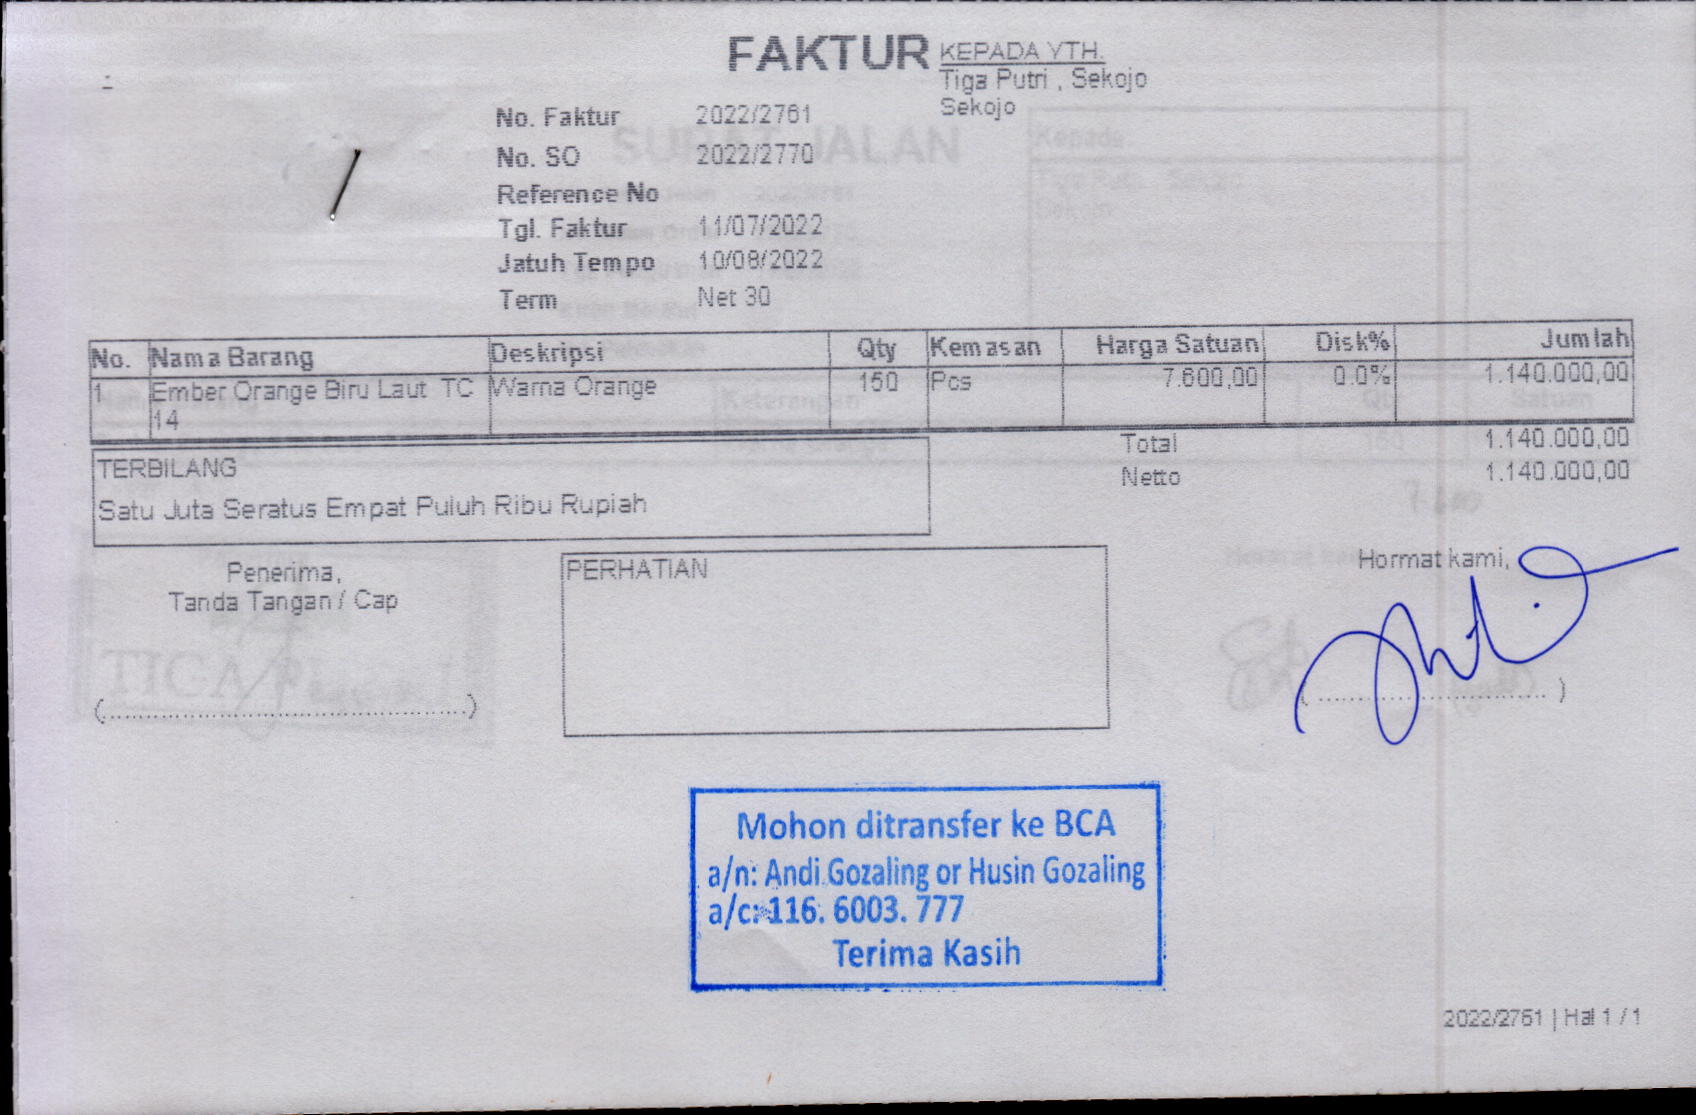 FAKTUR
KEPADA YTH.
Tiga Putri , Sekojo
Sekojo
No. Faktur 2022/2761
No. SO 2022/2770
Reference No
Tgl. Faktur 11/07/2022
Jatuh Tempo 10/08/2022
Term Net 30
No. Nama Barang Deskripsi Qty Kemasan Harga Satuan Disk% Jumlah
1 Ember Orange Biru Laut TC 14 Warna Orange 150 Pcs 7.600,00 0.0% 1.140.000,00
Total 1.140.000,00
Netto 1.140.000,00
TERBILANG
Satu Juta Seratus Empat Puluh Ribu Rupiah
Penerima,
Tanda Tangan / Cap
(..........................................)
PERHATIAN
Hormat kami,
( .......................... )
Mohon ditransfer ke BCA
a/n: Andi Gozaling or Husin Gozaling
a/c: 116. 6003. 777
Terima Kasih
2022/2761 | Hal 1 / 1